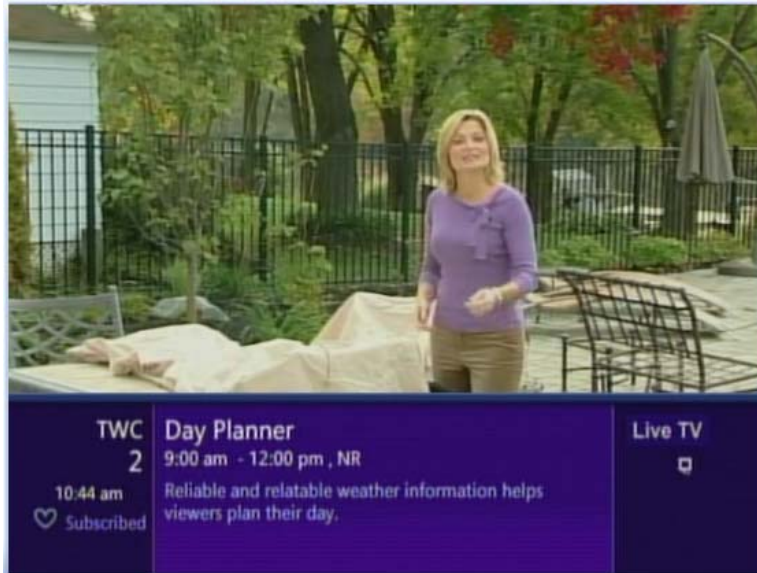 TWC
2
10:44 am
Subscribed
Day Planner
9:00 am - 12:00 pm , NR
Reliable and relatable weather information helps
viewers plan their day.
Live TV